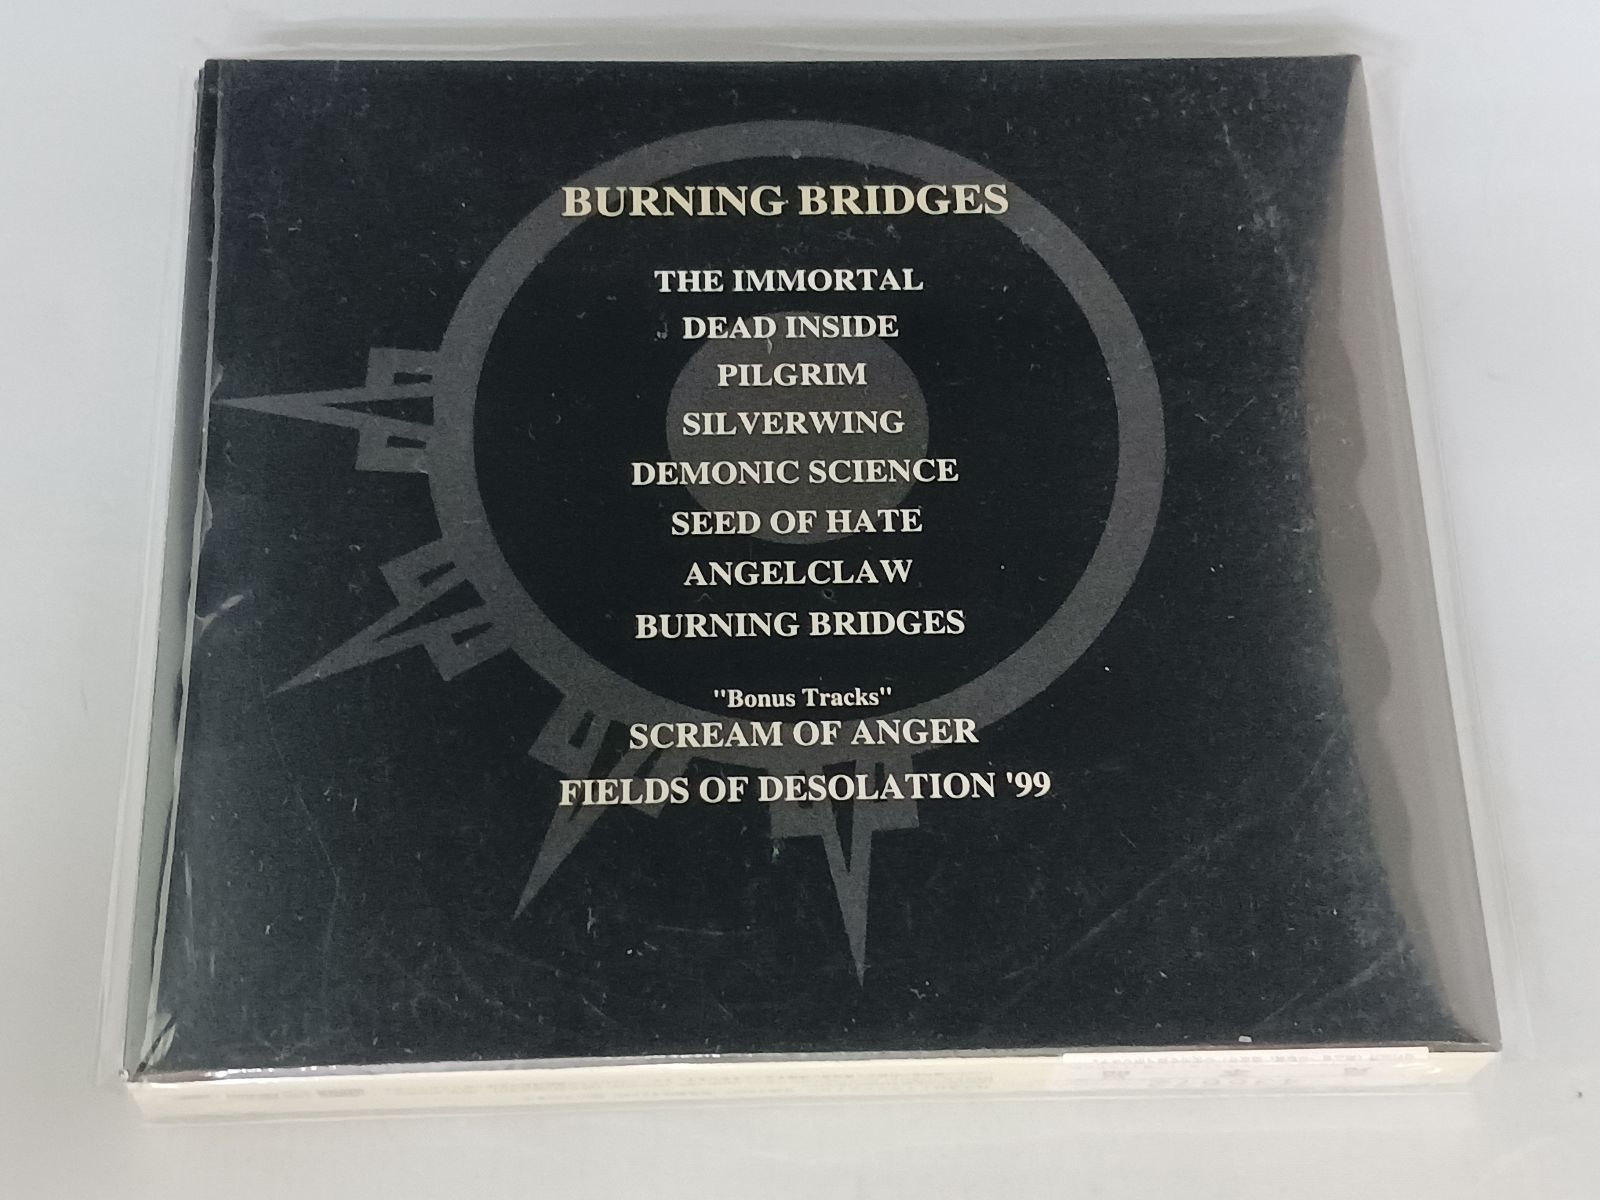 BURNING BRIDGES
THE IMMORTAL
DEAD INSIDE
PILGRIM
SILVERWING
DEMONIC SCIENCE
SEED OF HATE
ANGELCLAW
BURNING BRIDGES
"Bonus Tracks"
SCREAM OF ANGER
FIELDS OF DESOLATION '99